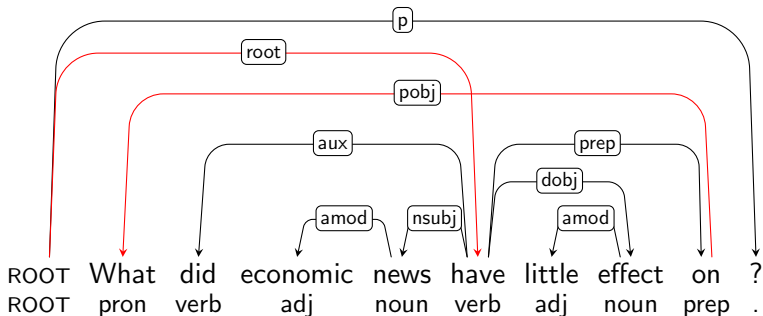 p
root
pobj
aux prep
dobj
amod nsubj amod
ROOT What did economic news have little effect on ?
ROOT pron verb adj noun verb adj noun prep .